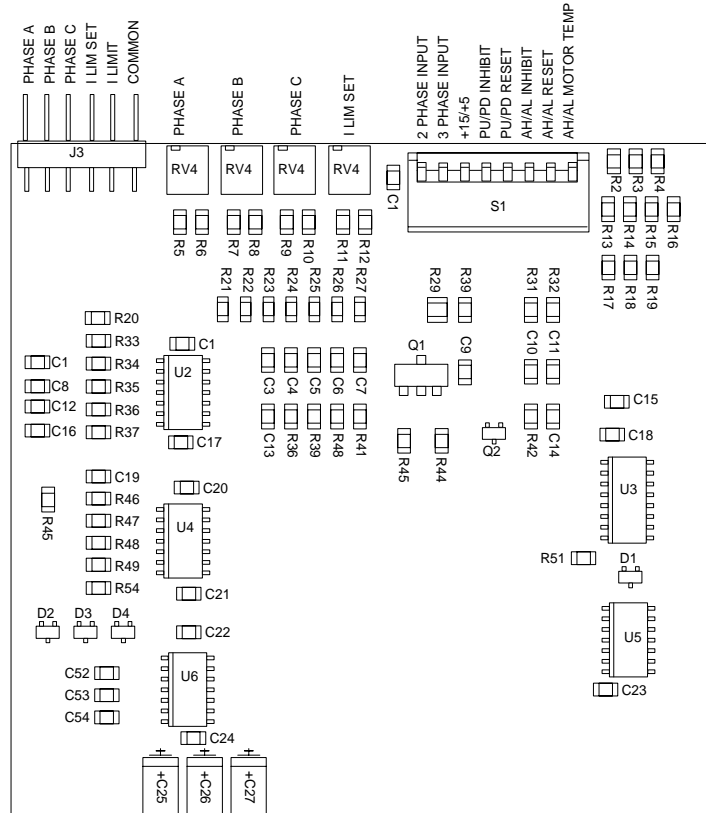 PHASE A
PHASE B
PHASE C
I LIM SET
I LIMIT
COMMON
PHASE A
PHASE B
PHASE C
I LIM SET
2 PHASE INPUT
3 PHASE INPUT
+15/+5
PU/PD INHIBIT
PU/PD RESET
AH/AL INHIBIT
AH/AL RESET
AH/AL MOTOR TEMP
J3
RV4
RV4
RV4
RV4
C1
S1
R2
R3
R4
R5
R6
R7
R8
R9
R10
R11
R12
R13
R14
R15
R16
R17
R18
R19
R21
R22
R23
R24
R25
R26
R27
R29
R39
R31
R32
R20
R33
R34
R35
R36
R37
C1
C8
C12
C16
C1
U2
C17
C3
C4
C5
C6
C7
Q1
C9
C10
C11
C13
R36
R39
R48
R41
R45
R44
Q2
R42
C14
C15
C18
C19
R46
R47
R48
R49
R54
R45
C20
U4
C21
U3
R51
D1
D2
D3
D4
C22
U5
C52
C53
C54
U6
C23
C24
+C25
+C26
+C27